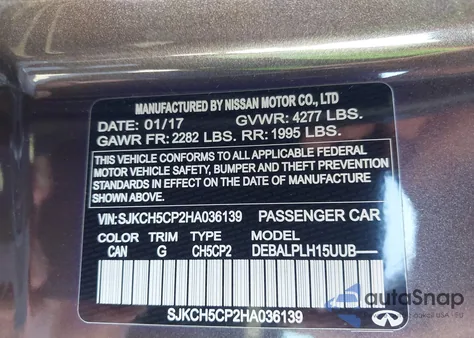 MANUFACTURED BY NISSAN MOTOR CO., LTD
DATE: 01/17 GVWR: 4277 LBS.
GAWR FR: 2282 LBS. RR: 1995 LBS.
THIS VEHICLE CONFORMS TO ALL APPLICABLE
FEDERAL MOTOR VEHICLE SAFETY, BUMPER AND THEFT PREVENTION
STANDARDS IN EFFECT ON THE DATE OF MANUFACTURE
SHOWN ABOVE.
VIN:SJKCH5CP2HA036139 PASSENGER CAR
COLOR TRIM TYPE MODEL
CAN G CH5CP2 DEBALPLH15UUB
SJKCH5CP2HA036139
INFINITI
autoSnap